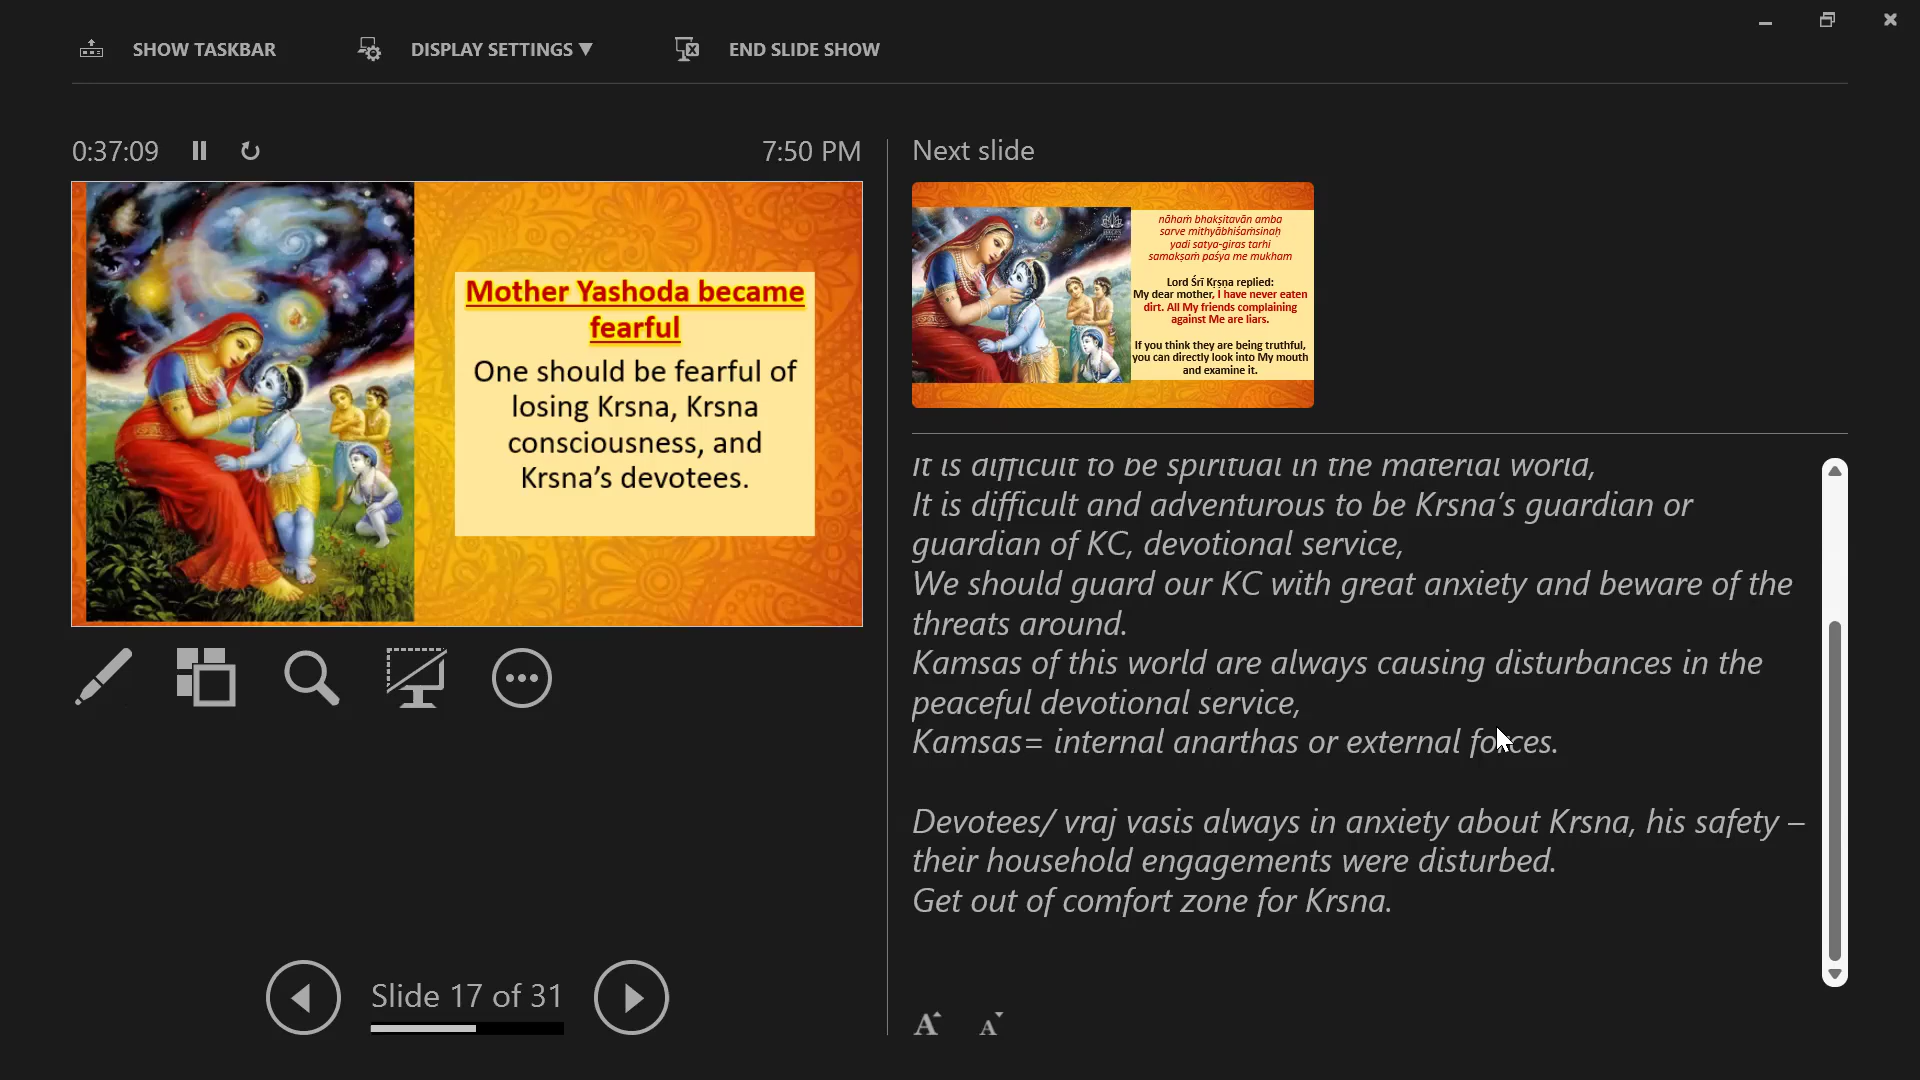 SHOW TASKBAR
DISPLAY SETTINGS ▼
END SLIDE SHOW
0:37:09
7:50 PM
Mother Yashoda became
fearful
One should be fearful of
losing Krsna, Krsna
consciousness, and
Krsna’s devotees.
Slide 17 of 31
Next slide
nāhaṁ bhakṣitavān amba
sarve mithyābhiśaṁsinaḥ
yadi satya-giras tarhi
samakṣaṁ paśya me mukham
Lord Śrī Kṛṣṇa replied:
My dear mother, I have never eaten
dirt. All My friends complaining
against Me are liars.
If you think they are being truthful,
you can directly look into My mouth
and examine it.
It is difficult to be spiritual in the material world,
It is difficult and adventurous to be Krsna’s guardian or
guardian of KC, devotional service,
We should guard our KC with great anxiety and beware of the
threats around.
Kamsas of this world are always causing disturbances in the
peaceful devotional service,
Kamsas= internal anarthas or external forces.
Devotees/ vraj vasis always in anxiety about Krsna, his safety –
their household engagements were disturbed.
Get out of comfort zone for Krsna.
A A